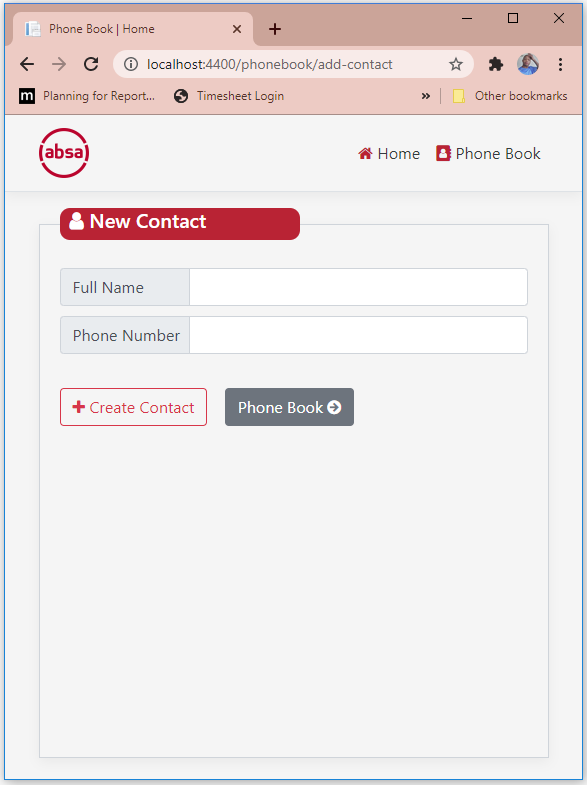 Phone Book | Home
localhost:4400/phonebook/add-contact
m Planning for Report... Timesheet Login » Other bookmarks
absa Home Phone Book
New Contact
Full Name
Phone Number
Create Contact Phone Book